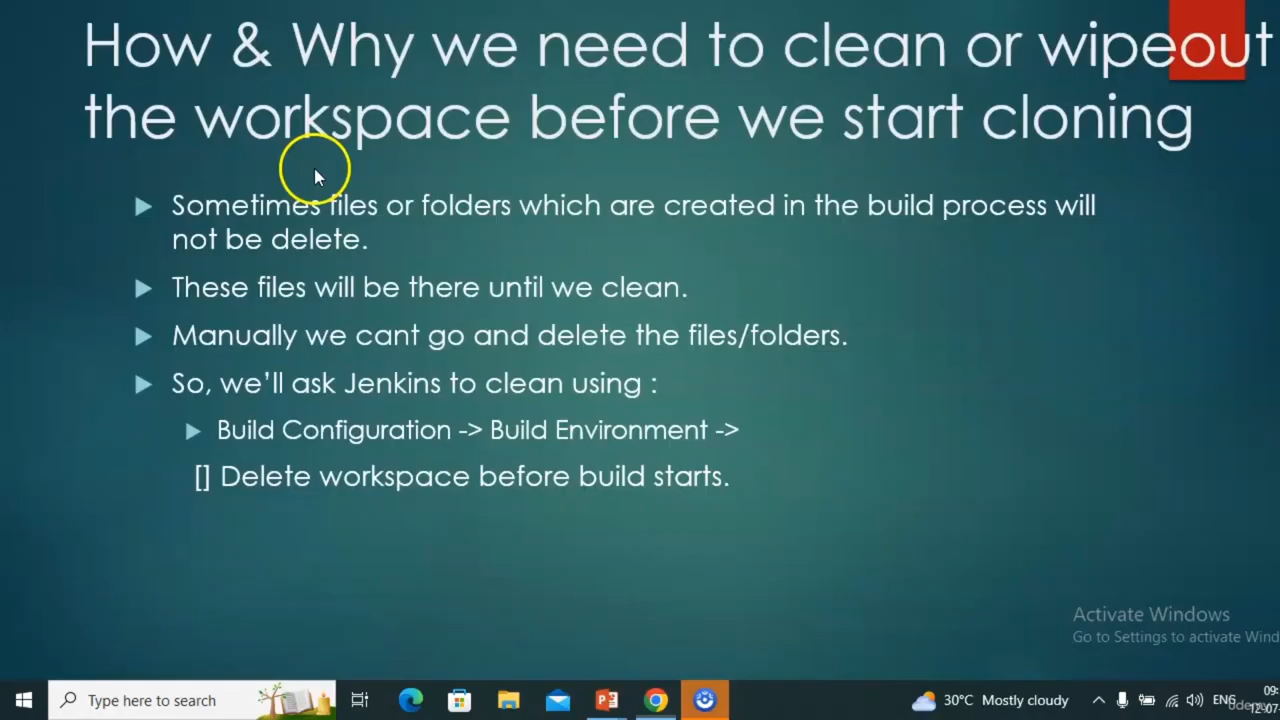 How & Why we need to clean or wipeout
the workspace before we start cloning
Sometimes files or folders which are created in the build process will
not be delete.
These files will be there until we clean.
Manually we cant go and delete the files/folders.
So, we’ll ask Jenkins to clean using :
Build Configuration -> Build Environment ->
[] Delete workspace before build starts.
Activate Windows
Go to Settings to activate Wind
Type here to search
30°C Mostly cloudy
ENG
09:
12-07-